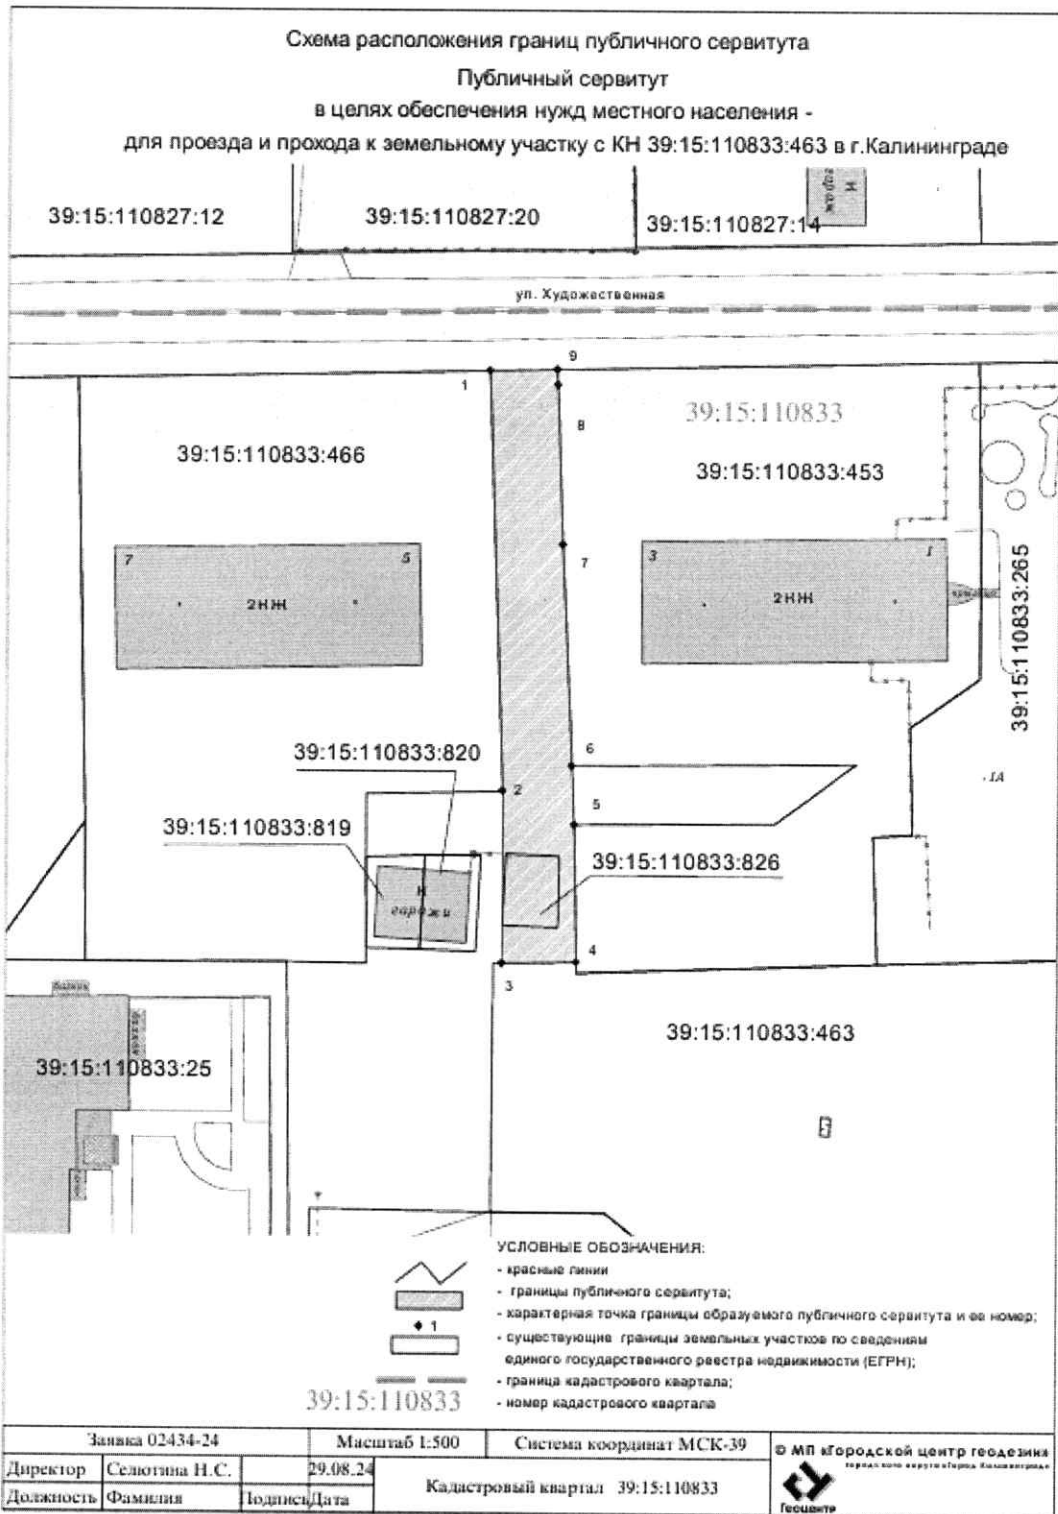 Схема расположения границ публичного сервитута
Публичный сервитут
в целях обеспечения нужд местного населения -
для проезда и прохода к земельному участку с КН 39:15:110833:463 в г.Калининграде
39:15:110827:12
39:15:110827:20
39:15:110827:14
Н
гараж
ул. Художественная
1
9
8
39:15:110833
39:15:110833:466
39:15:110833:453
7
5
2НЖ
7
3
1
2НЖ
39:15:110833:265
39:15:110833:820
6
2
5
1А
39:15:110833:819
39:15:110833:826
Н
гаражи
3
4
39:15:110833:463
39:15:110833:25
УСЛОВНЫЕ ОБОЗНАЧЕНИЯ:
- красные линии
- границы публичного сервитута;
1
- характерная точка границы образуемого публичного сервитута и ее номер;
- существующие границы земельных участков по сведениям
единого государственного реестра недвижимости (ЕГРН);
- граница кадастрового квартала;
39:15:110833
- номер кадастрового квартала
Заявка 02434-24
Масштаб 1:500
Система координат МСК-39
© МП «Городской центр геодезии»
городского округа «Город Калининград»
Директор
Селютина Н.С.
29.08.24
Кадастровый квартал 39:15:110833
Должность
Фамилия
Подпись
Дата
Геоцентр